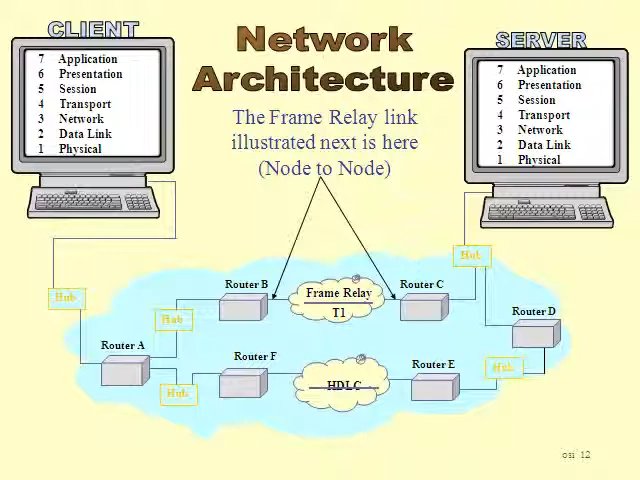 CLIENT
7 Application
6 Presentation
5 Session
4 Transport
3 Network
2 Data Link
1 Physical
Network
Architecture
The Frame Relay link
illustrated next is here
(Node to Node)
SERVER
7 Application
6 Presentation
5 Session
4 Transport
3 Network
2 Data Link
1 Physical
Hub
Hub
Router B
Frame Relay
T1
Router C
Hub
Router D
Router A
Router F
HDLC
Router E
Hub
Hub
osi 12